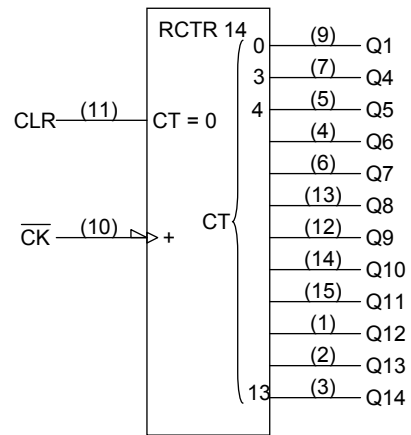 RCTR 14
0 (9) Q1
3 (7) Q4
4 (5) Q5
CLR (11) CT = 0
(4) Q6
(6) Q7
(13) Q8
CT
(12) Q9
C̅K̅ (10) +
(14) Q10
(15) Q11
(1) Q12
(2) Q13
13 (3) Q14